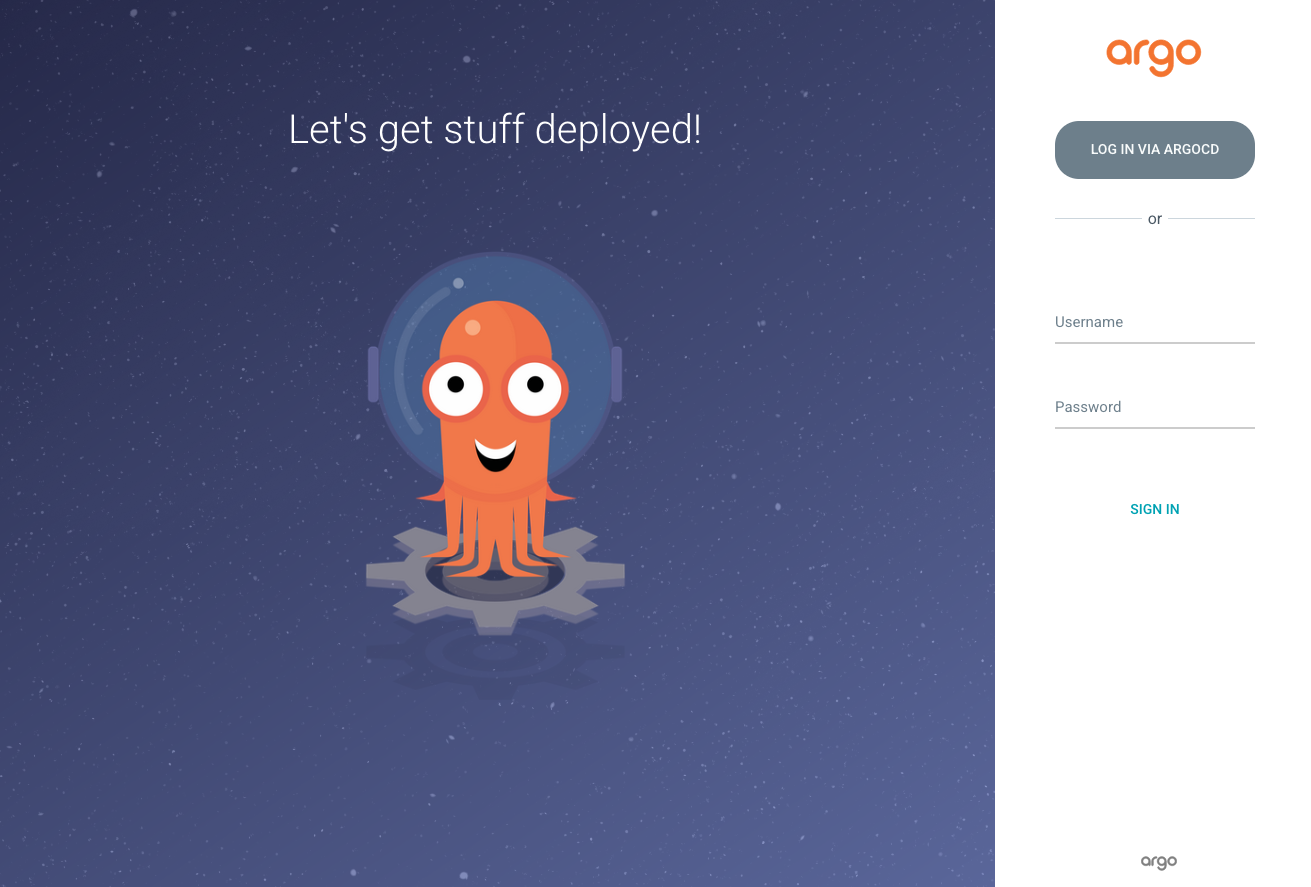 Let's get stuff deployed!
argo
LOG IN VIA ARGOCD
or
Username
Password
SIGN IN
argo